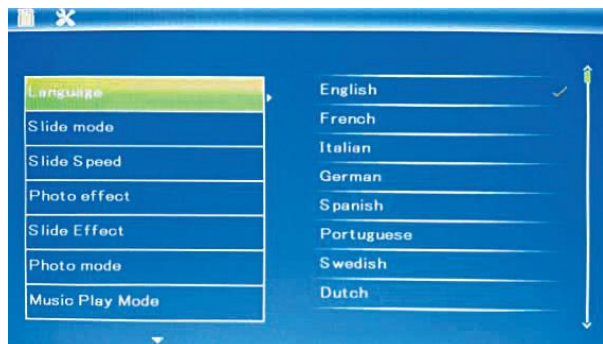 Language
Slide mode
Slide Speed
Photo effect
Slide Effect
Photo mode
Music Play Mode
English
French
Italian
German
Spanish
Portuguese
Swedish
Dutch